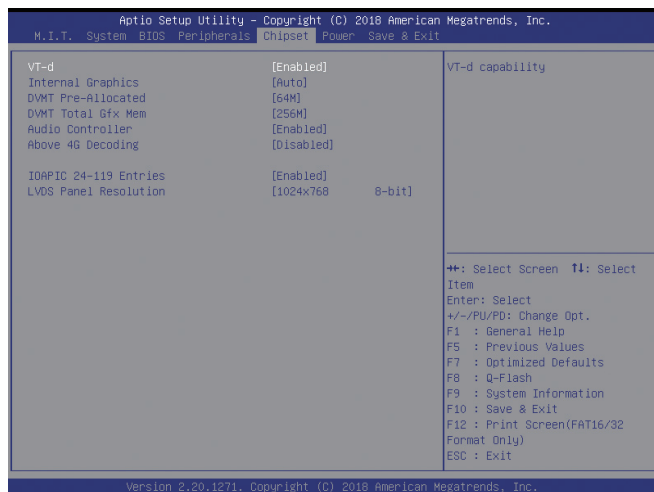 Aptio Setup Utility – Copyright (C) 2018 American Megatrends, Inc.
M.I.T. System BIOS Peripherals Chipset Power Save & Exit
VT-d [Enabled]
Internal Graphics [Auto]
DVMT Pre-Allocated [64M]
DVMT Total Gfx Mem [256M]
Audio Controller [Enabled]
Above 4G Decoding [Disabled]
IOAPIC 24-119 Entries [Enabled]
LVDS Panel Resolution [1024x768 8-bit]
VT-d capability
→←: Select Screen ↑↓: Select
Item
Enter: Select
+/-/PU/PD: Change Opt.
F1 : General Help
F5 : Previous Values
F7 : Optimized Defaults
F8 : Q-Flash
F9 : System Information
F10 : Save & Exit
F12 : Print Screen(FAT16/32
Format Only)
ESC : Exit
Version 2.20.1271. Copyright (C) 2018 American Megatrends, Inc.